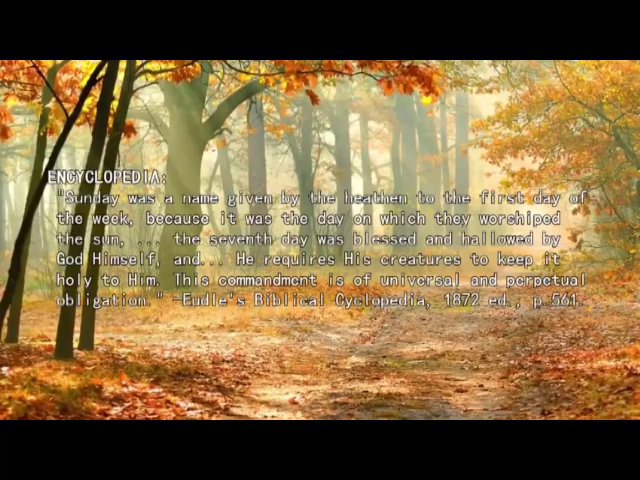 ENCYCLOPEDIA:
"Sunday was a name given by the heathen to the first day of
the week, because it was the day on which they worshiped
the sun, ... the seventh day was blessed and hallowed by
God Himself, and... He requires His creatures to keep it
holy to Him. This commandment is of universal and perpetual
obligation." -Eudle's Biblical Cyclopedia, 1872 ed., p.561.